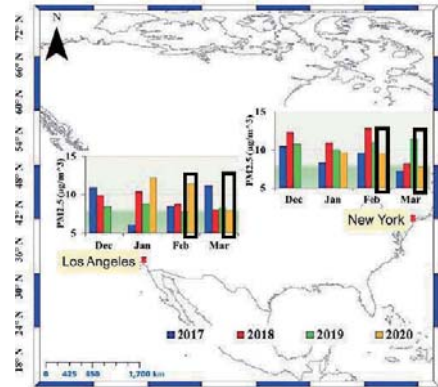 N
72°N
66°N
60°N
54°N
48°N
42°N
36°N
30°N
24°N
18°N
PM2.5 (ug/m^3)
15
10
5
Dec Jan Feb Mar
New York
PM2.5 (ug/m^3)
15
10
5
Dec Jan Feb Mar
Los Angeles
2017 2018 2019 2020
0 425 850 1,700 km